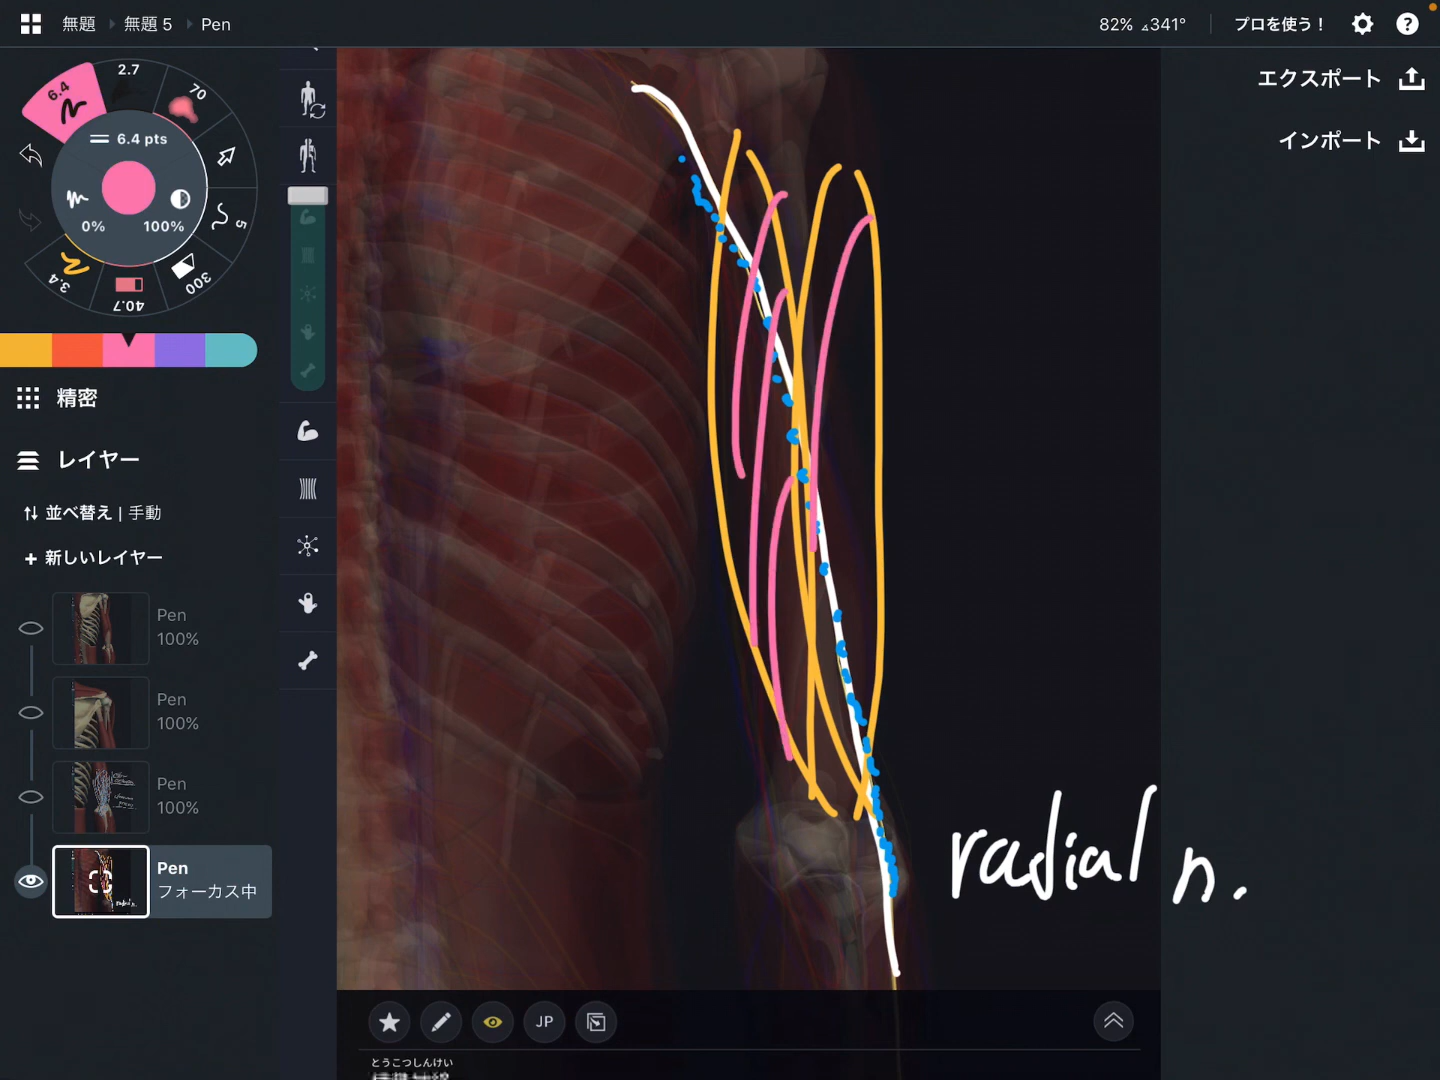 無題 無題 5 Pen
82% ⊿341° プロを使う！
エクスポート
インポート
2.7
6.4
70
6.4 pts
0% 100%
5
3.4
40.7
300
精密
レイヤー
並べ替え | 手動
+ 新しいレイヤー
Pen
100%
Pen
100%
Pen
100%
Pen
フォーカス中
radial n.
JP
とうこつしんけい